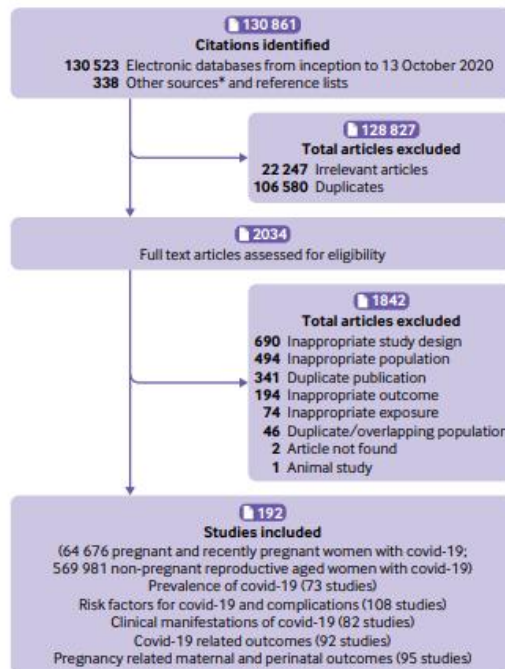 130 861
Citations identified
130 523 Electronic databases from inception to 13 October 2020
338 Other sources* and reference lists
128 827
Total articles excluded
22 247 Irrelevant articles
106 580 Duplicates
2034
Full text articles assessed for eligibility
1842
Total articles excluded
690 Inappropriate study design
494 Inappropriate population
341 Duplicate publication
194 Inappropriate outcome
74 Inappropriate exposure
46 Duplicate/overlapping population
2 Article not found
1 Animal study
192
Studies included
(64 676 pregnant and recently pregnant women with covid-19;
569 981 non-pregnant reproductive aged women with covid-19)
Prevalence of covid-19 (73 studies)
Risk factors for covid-19 and complications (108 studies)
Clinical manifestations of covid-19 (82 studies)
Covid-19 related outcomes (92 studies)
Pregnancy related maternal and perinatal outcomes (95 studies)